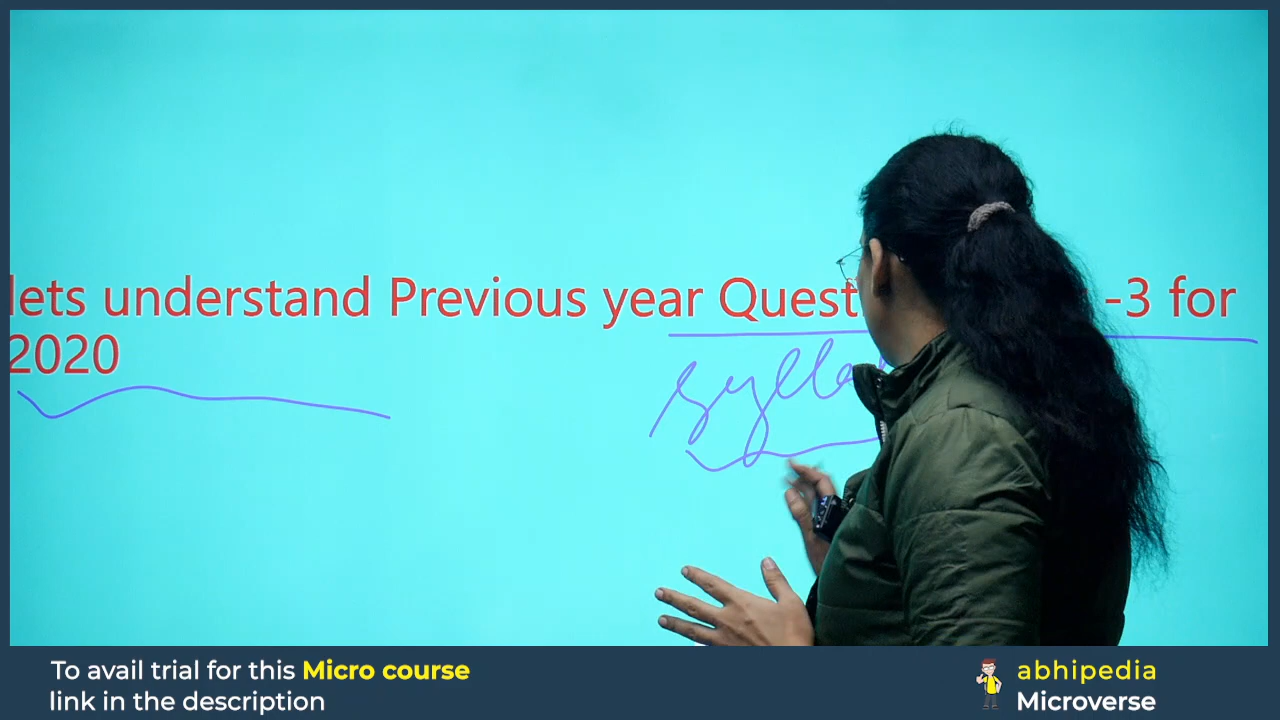 lets understand Previous year Quest -3 for
2020
To avail trial for this Micro course
link in the description
abhipedia
Microverse